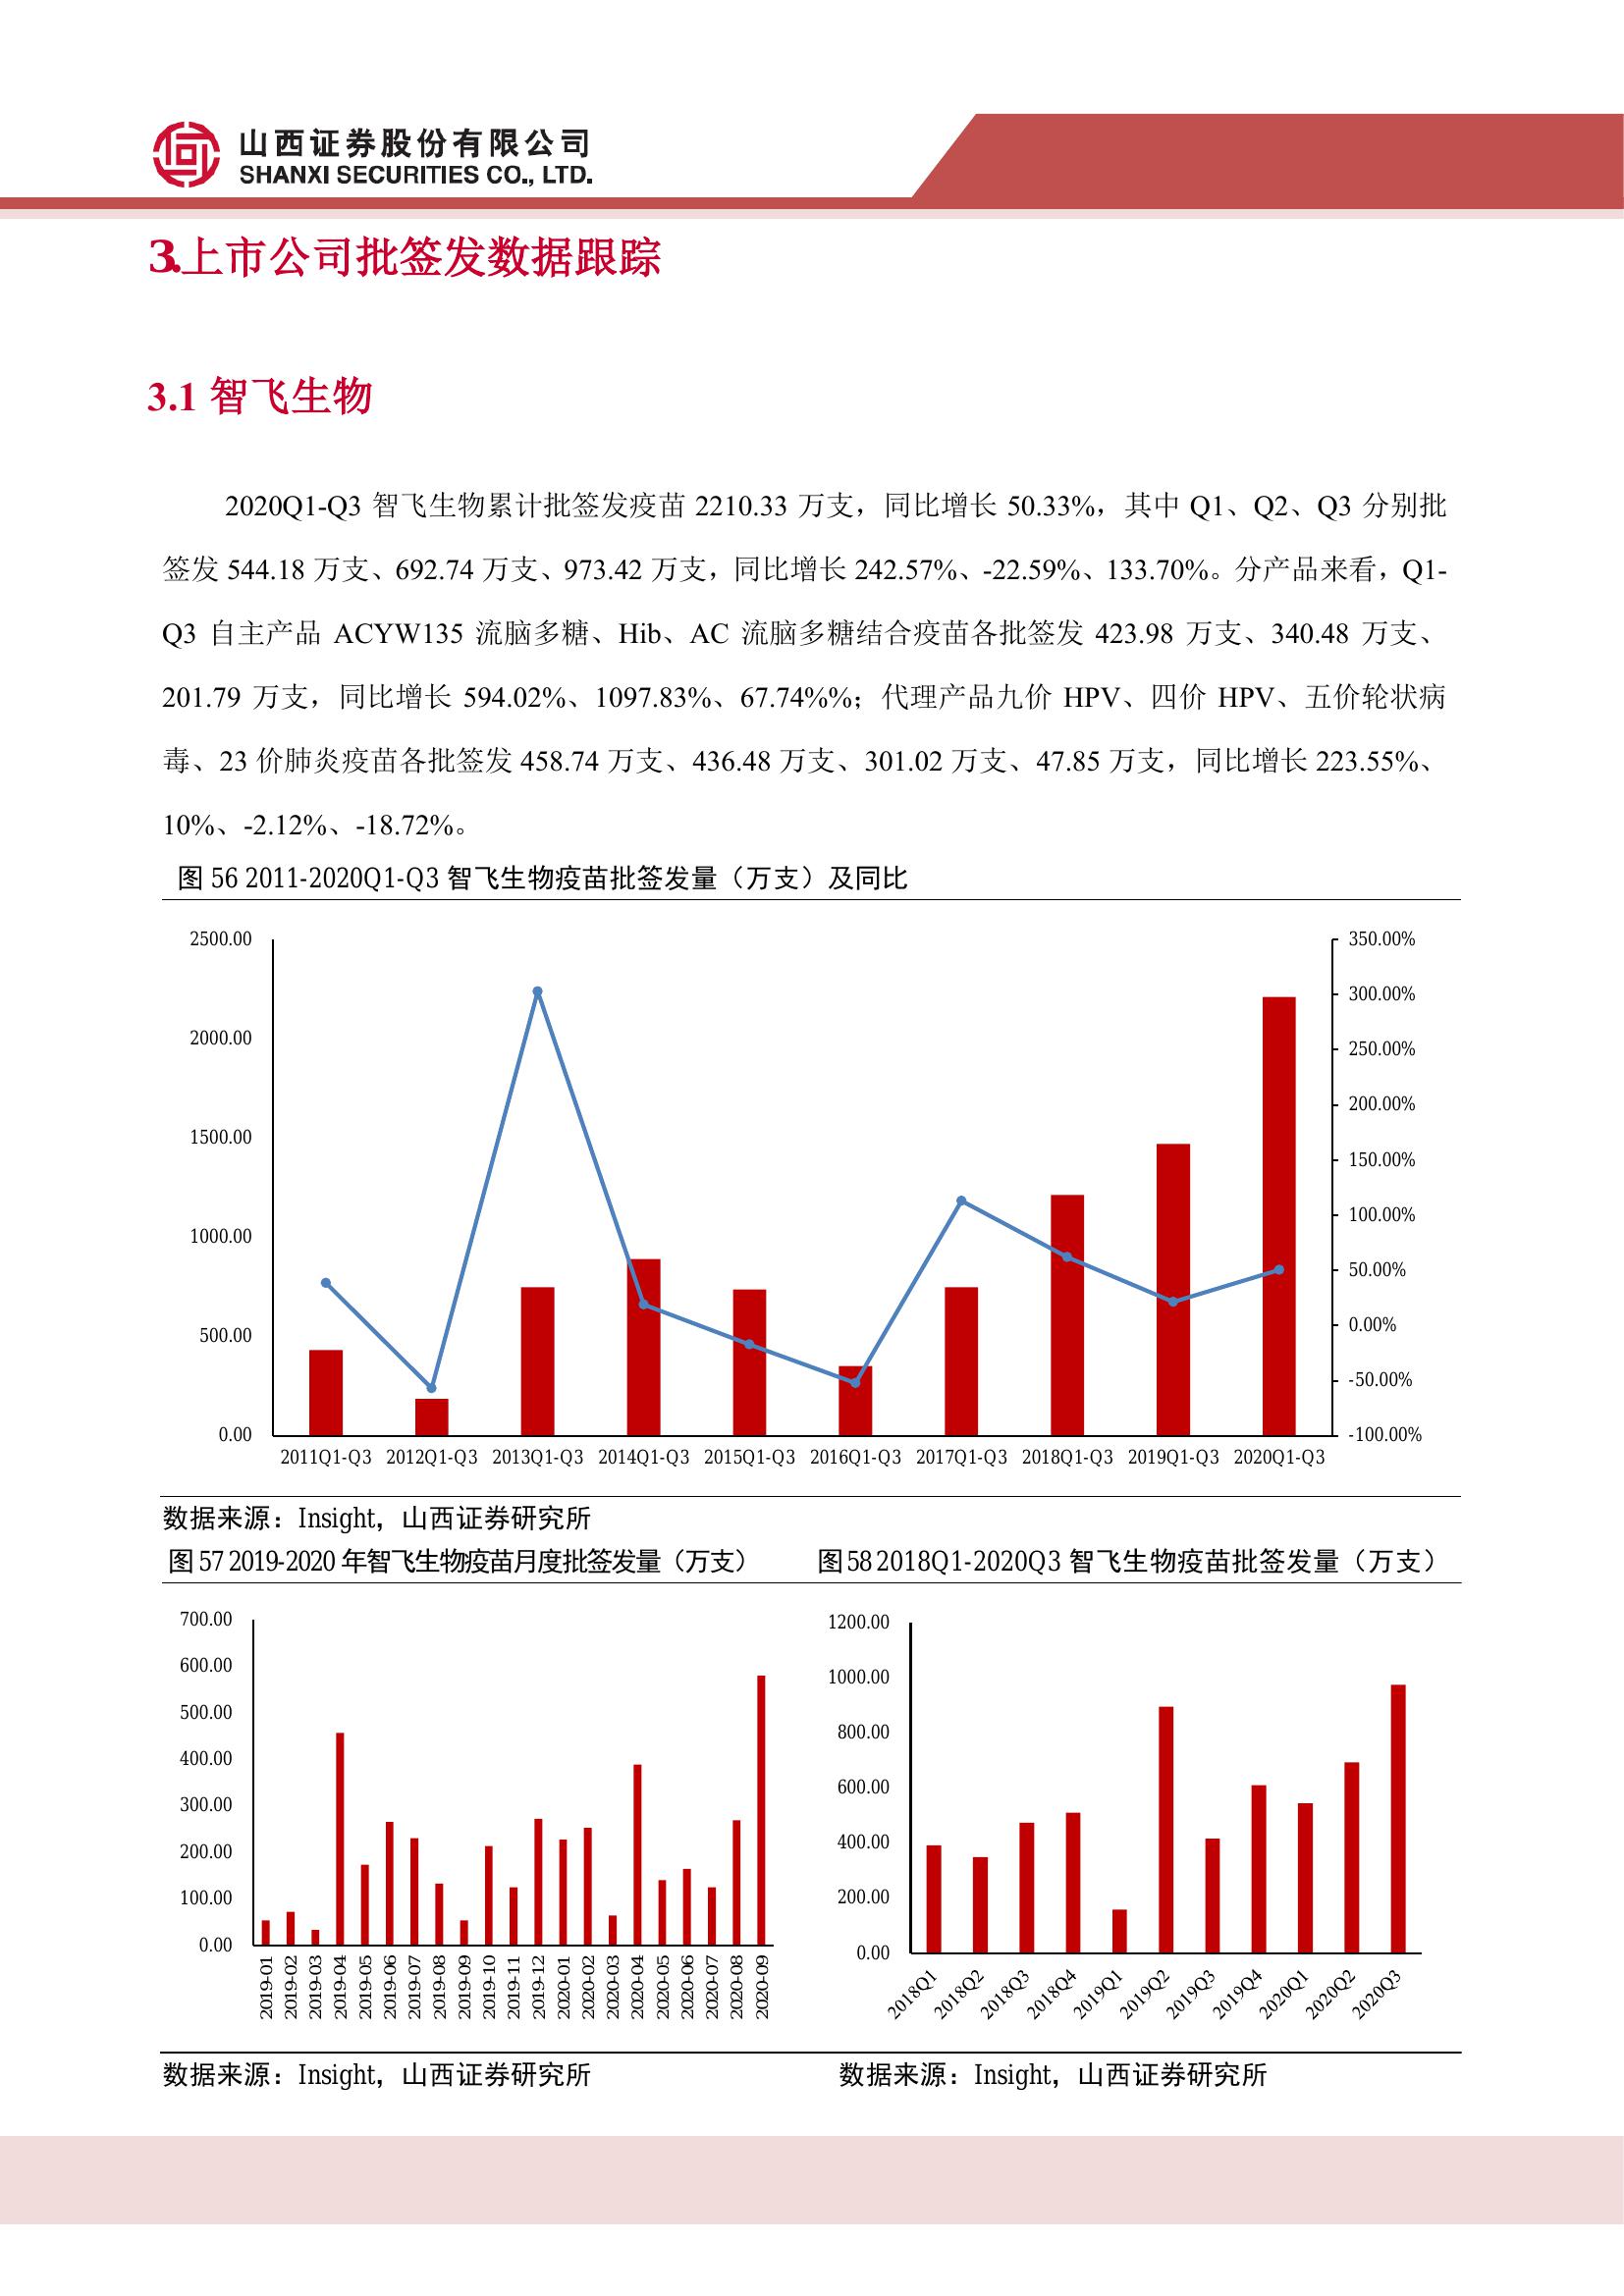 山西证券股份有限公司
SHANXI SECURITIES CO., LTD.
3.上市公司批签发数据跟踪
3.1 智飞生物
2020Q1-Q3 智飞生物累计批签发疫苗 2210.33 万支，同比增长 50.33%，其中 Q1、Q2、Q3 分别批
签发 544.18 万支、692.74 万支、973.42 万支，同比增长 242.57%、-22.59%、133.70%。分产品来看，Q1-
Q3 自主产品 ACYW135 流脑多糖、Hib、AC 流脑多糖结合疫苗各批签发 423.98 万支、340.48 万支、
201.79 万支，同比增长 594.02%、1097.83%、67.74%%；代理产品九价 HPV、四价 HPV、五价轮状病
毒、23 价肺炎疫苗各批签发 458.74 万支、436.48 万支、301.02 万支、47.85 万支，同比增长 223.55%、
10%、-2.12%、-18.72%。
图 56 2011-2020Q1-Q3 智飞生物疫苗批签发量（万支）及同比
2500.00
2000.00
1500.00
1000.00
500.00
0.00
350.00%
300.00%
250.00%
200.00%
150.00%
100.00%
50.00%
0.00%
-50.00%
-100.00%
2011Q1-Q3 2012Q1-Q3 2013Q1-Q3 2014Q1-Q3 2015Q1-Q3 2016Q1-Q3 2017Q1-Q3 2018Q1-Q3 2019Q1-Q3 2020Q1-Q3
数据来源：Insight，山西证券研究所
图 57 2019-2020 年智飞生物疫苗月度批签发量（万支）
700.00
600.00
500.00
400.00
300.00
200.00
100.00
0.00
2019-01
2019-02
2019-03
2019-04
2019-05
2019-06
2019-07
2019-08
2019-09
2019-10
2019-11
2019-12
2020-01
2020-02
2020-03
2020-04
2020-05
2020-06
2020-07
2020-08
2020-09
数据来源：Insight，山西证券研究所
图 58 2018Q1-2020Q3 智飞生物疫苗批签发量（万支）
1200.00
1000.00
800.00
600.00
400.00
200.00
0.00
2018Q1
2018Q2
2018Q3
2018Q4
2019Q1
2019Q2
2019Q3
2019Q4
2020Q1
2020Q2
2020Q3
数据来源：Insight，山西证券研究所